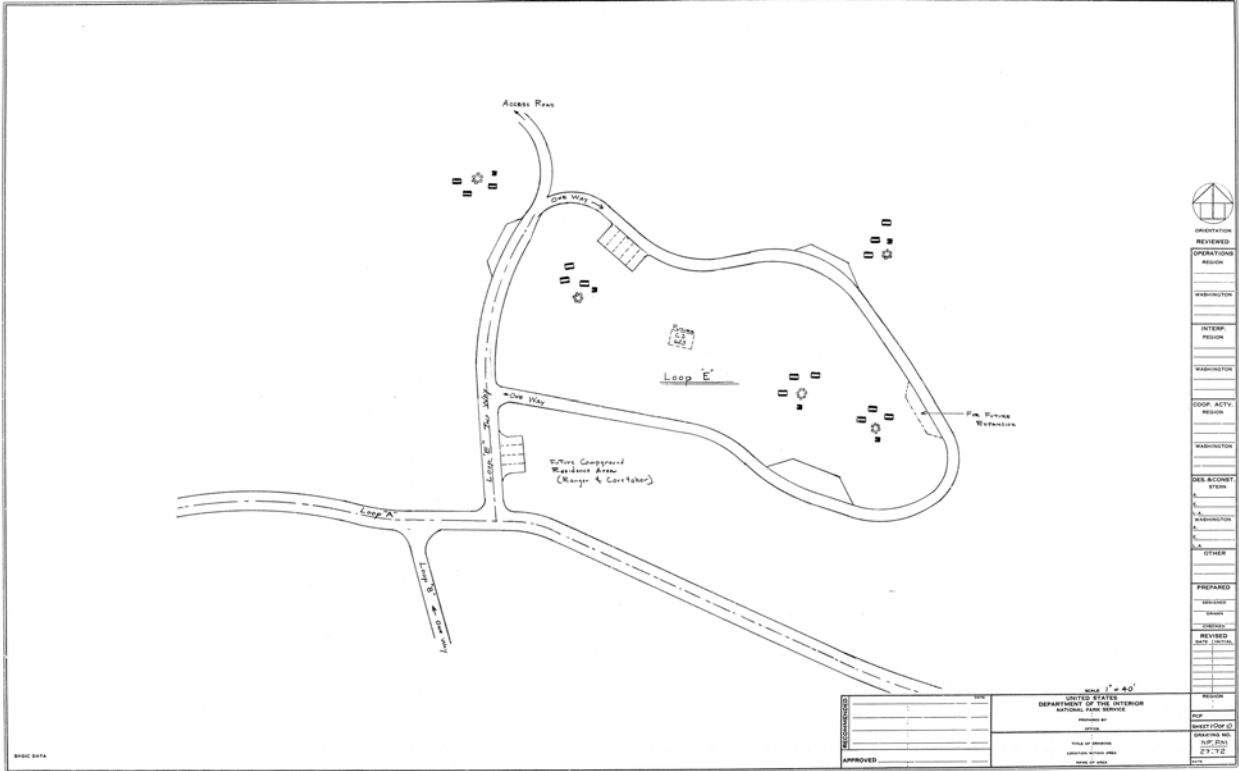 Access Road
One Way
Future
C.S.
Loop "E"
One Way
For Future
Expansion
Loop "E" Two Way
Future Campground
Residence Area
(Ranger & Caretaker)
Loop "A"
Loop "B"
One Way
BASIC DATA
ORIENTATION
REVIEWED
OPERATIONS
REGION
WASHINGTON
INTERP.
REGION
WASHINGTON
COOP. ACTV.
REGION
WASHINGTON
DES. & CONST.
A.
E.
L.A.
WASHINGTON
A.
E.
L.A.
OTHER
PREPARED
DESIGNED
DRAWN
CHECKED
REVISED
DATE INITIAL
SCALE 1" = 40'
RECOMMENDED
DATE
APPROVED
UNITED STATES
DEPARTMENT OF THE INTERIOR
NATIONAL PARK SERVICE
PREPARED BY
OFFICE
TITLE OF DRAWING
LOCATION WITHIN AREA
NAME OF AREA
REGION
PCP
SHEET OF
DRAWING NO.
DATE